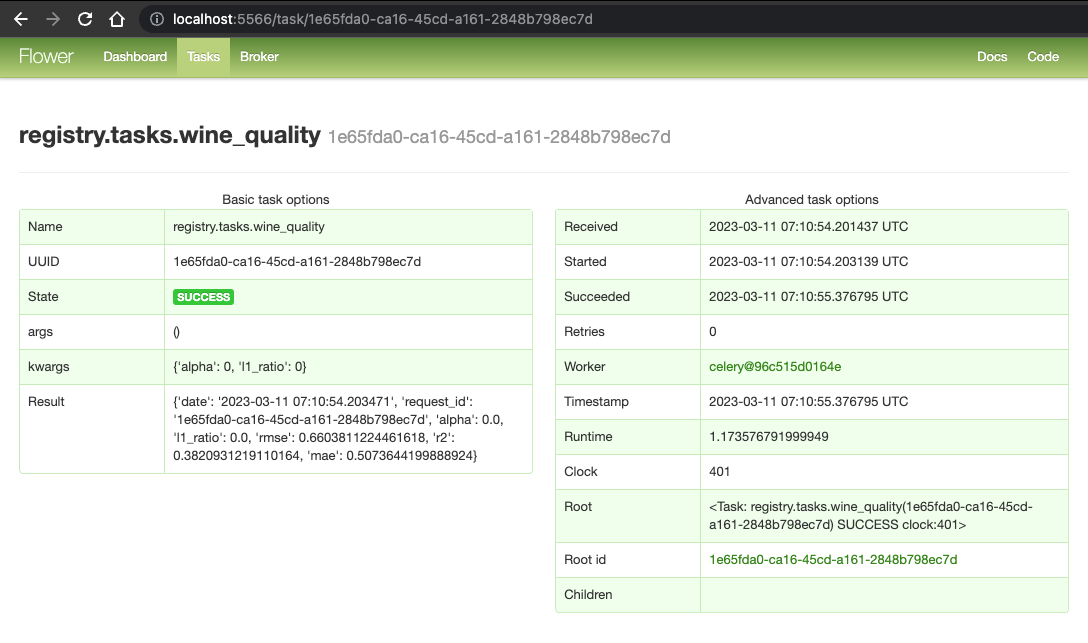 localhost:5566/task/1e65fda0-ca16-45cd-a161-2848b798ec7d
Flower Dashboard Tasks Broker Docs Code
registry.tasks.wine_quality 1e65fda0-ca16-45cd-a161-2848b798ec7d
Basic task options
Name registry.tasks.wine_quality
UUID 1e65fda0-ca16-45cd-a161-2848b798ec7d
State SUCCESS
args ()
kwargs {'alpha': 0, 'l1_ratio': 0}
Result {'date': '2023-03-11 07:10:54.203471', 'request_id':
'1e65fda0-ca16-45cd-a161-2848b798ec7d', 'alpha': 0.0,
'l1_ratio': 0.0, 'rmse': 0.6603811224461618, 'r2':
0.3820931219110164, 'mae': 0.5073644199888924}
Advanced task options
Received 2023-03-11 07:10:54.201437 UTC
Started 2023-03-11 07:10:54.203139 UTC
Succeeded 2023-03-11 07:10:55.376795 UTC
Retries 0
Worker celery@96c515d0164e
Timestamp 2023-03-11 07:10:55.376795 UTC
Runtime 1.173576791999949
Clock 401
Root <Task: registry.tasks.wine_quality(1e65fda0-ca16-45cd-
a161-2848b798ec7d) SUCCESS clock:401>
Root id 1e65fda0-ca16-45cd-a161-2848b798ec7d
Children